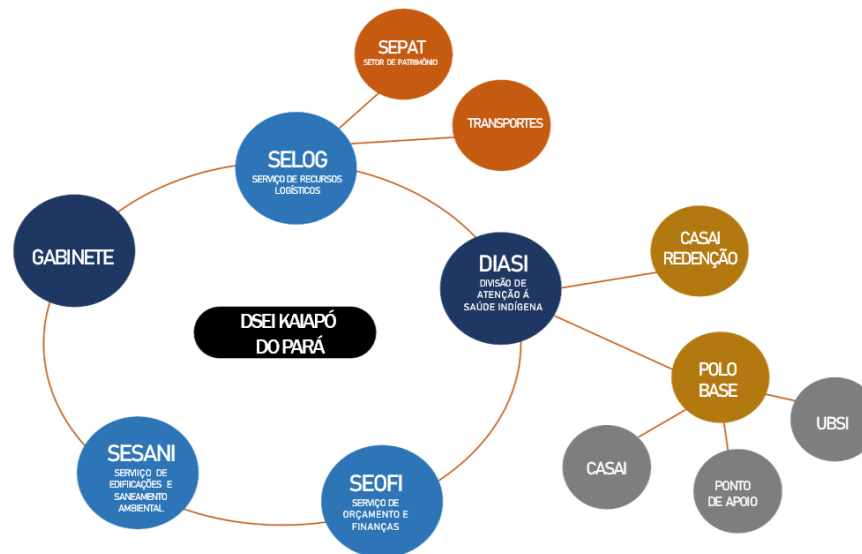 SEPAT
SETOR DE PATRIMÔNIO
TRANSPORTES
SELOG
SERVIÇO DE RECURSOS
LOGÍSTICOS
GABINETE
DIASI
DIVISÃO DE
ATENÇÃO Á
SAÚDE INDÍGENA
CASAI
REDENÇÃO
DSEI KAIAPÓ
DO PARÁ
POLO
BASE
UBSI
CASAI
PONTO
DE APOIO
SESANI
SERVIÇO DE
EDIFICAÇÕES E
SANEAMENTO
AMBIENTAL
SEOFI
SERVIÇO DE
ORÇAMENTO E
FINANÇAS